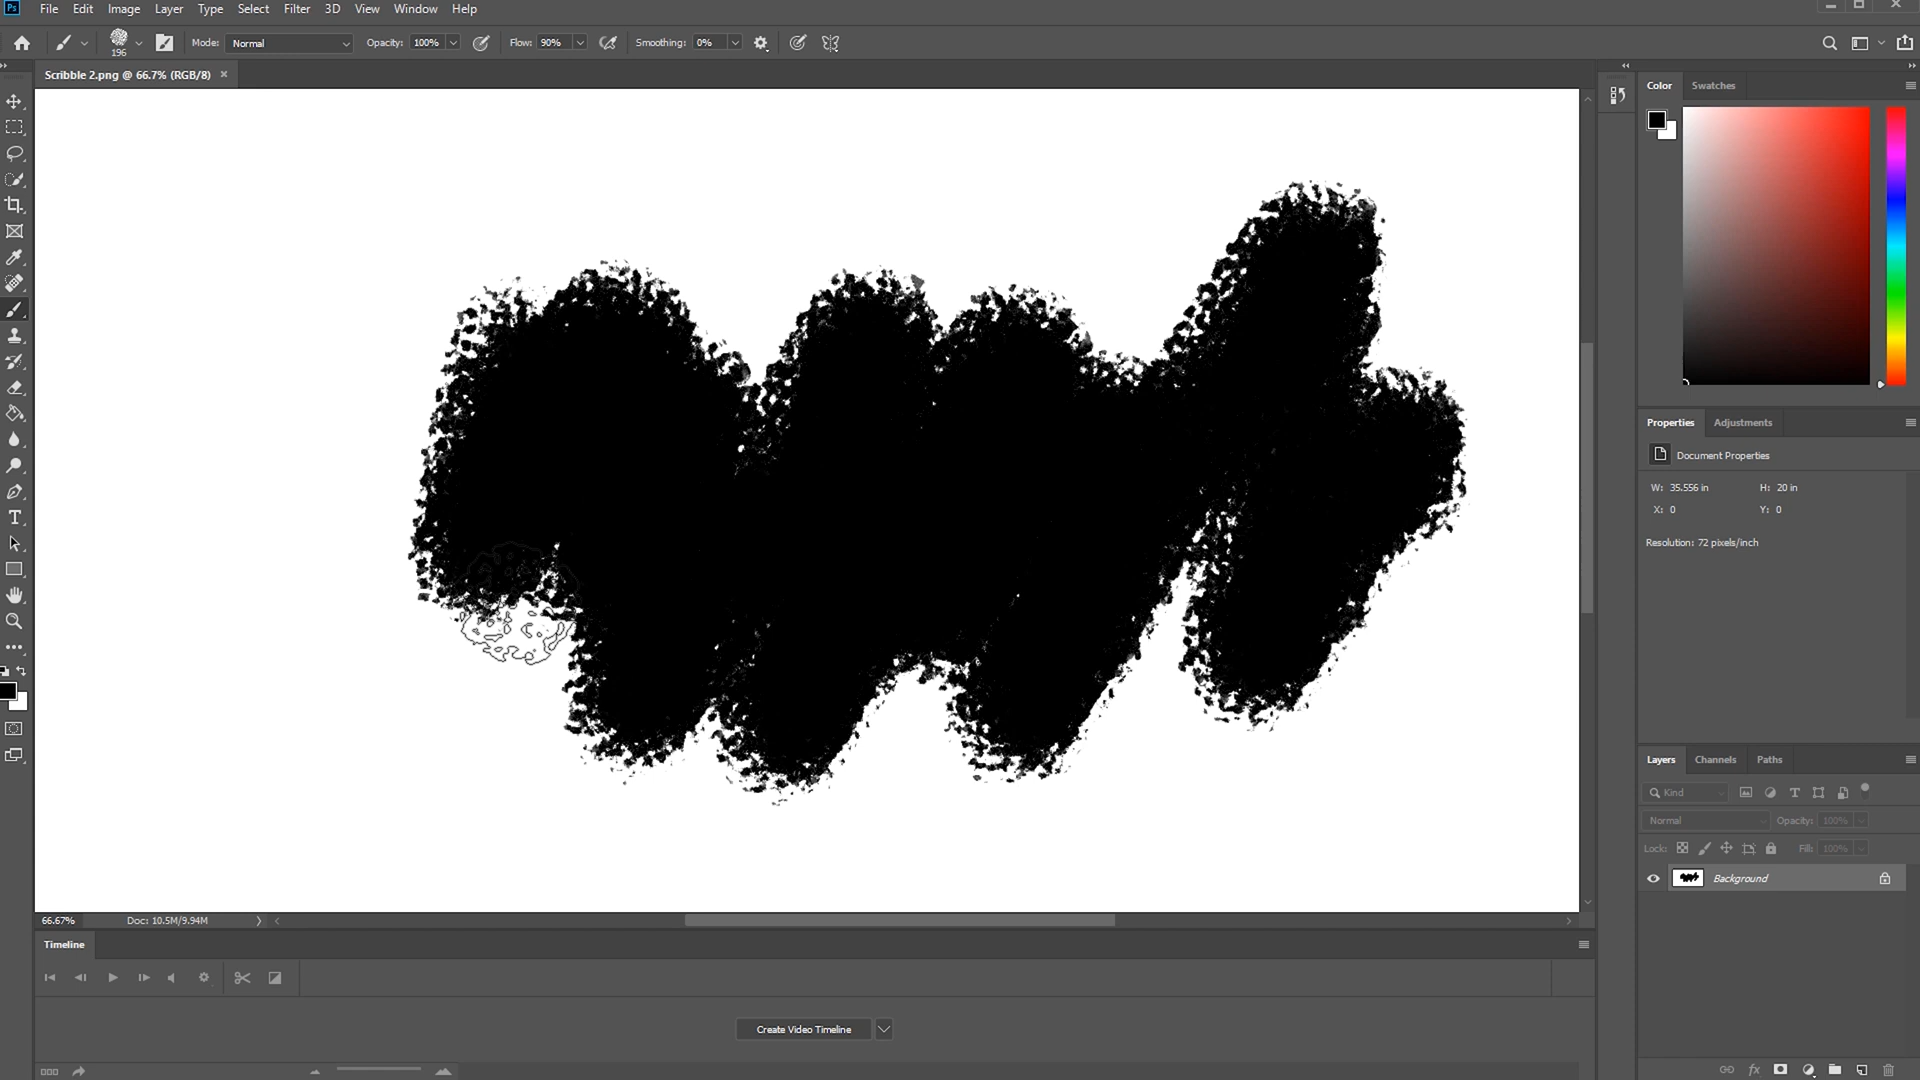 Ps File Edit Image Layer Type Select Filter 3D View Window Help
196 Mode: Normal Opacity: 100% Flow: 90% Smoothing: 0%
Scribble 2.png @ 66.7% (RGB/8) ×
Color Swatches
Properties Adjustments
Document Properties
W: 35.556 in H: 20 in
X: 0 Y: 0
Resolution: 72 pixels/inch
Layers Channels Paths
Kind
Normal Opacity: 100%
Lock: Fill: 100%
Background
66.67% Doc: 10.5M/9.94M
Timeline
Create Video Timeline